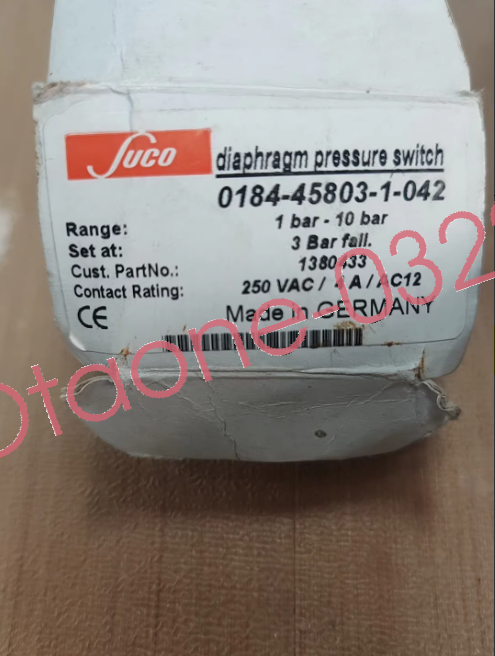 Suco
diaphragm pressure switch
0184-45803-1-042
Range: 1 bar - 10 bar
Set at: 3 Bar fall.
Cust. PartNo.:
Contact Rating: 250 VAC / 4 A / AC12
CE Made in GERMANY
otaone-032